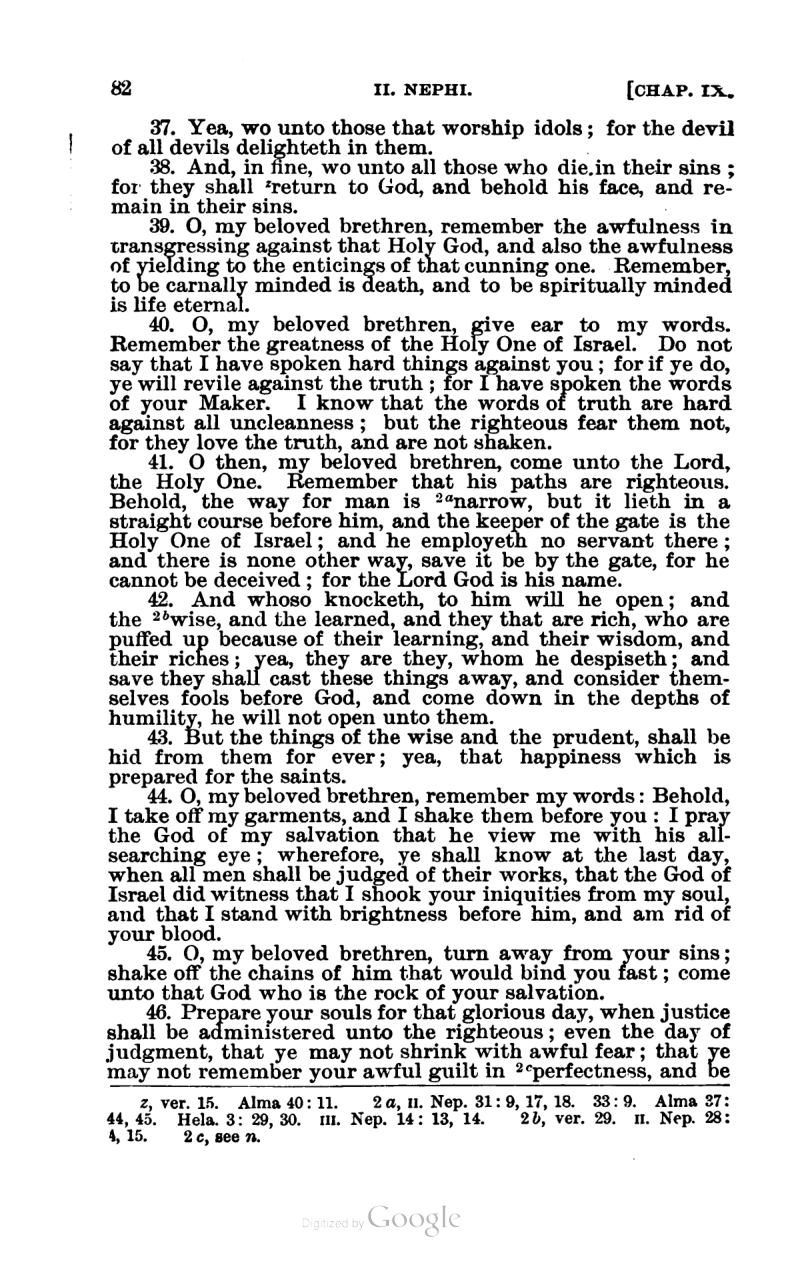 82 II. NEPHI. [CHAP. IX.
37. Yea, wo unto those that worship idols; for the devil
of all devils delighteth in them.
38. And, in fine, wo unto all those who die.in their sins;
for they shall ᶻreturn to God, and behold his face, and re-
main in their sins.
39. O, my beloved brethren, remember the awfulness in
transgressing against that Holy God, and also the awfulness
of yielding to the enticings of that cunning one. Remember,
to be carnally minded is death, and to be spiritually minded
is life eternal.
40. O, my beloved brethren, give ear to my words.
Remember the greatness of the Holy One of Israel. Do not
say that I have spoken hard things against you; for if ye do,
ye will revile against the truth; for I have spoken the words
of your Maker. I know that the words of truth are hard
against all uncleanness; but the righteous fear them not,
for they love the truth, and are not shaken.
41. O then, my beloved brethren, come unto the Lord,
the Holy One. Remember that his paths are righteous.
Behold, the way for man is ²ᵃnarrow, but it lieth in a
straight course before him, and the keeper of the gate is the
Holy One of Israel; and he employeth no servant there;
and there is none other way, save it be by the gate, for he
cannot be deceived; for the Lord God is his name.
42. And whoso knocketh, to him will he open; and
the ²ᵇwise, and the learned, and they that are rich, who are
puffed up because of their learning, and their wisdom, and
their riches; yea, they are they, whom he despiseth; and
save they shall cast these things away, and consider them-
selves fools before God, and come down in the depths of
humility, he will not open unto them.
43. But the things of the wise and the prudent, shall be
hid from them for ever; yea, that happiness which is
prepared for the saints.
44. O, my beloved brethren, remember my words: Behold,
I take off my garments, and I shake them before you: I pray
the God of my salvation that he view me with his all-
searching eye; wherefore, ye shall know at the last day,
when all men shall be judged of their works, that the God of
Israel did witness that I shook your iniquities from my soul,
and that I stand with brightness before him, and am rid of
your blood.
45. O, my beloved brethren, turn away from your sins;
shake off the chains of him that would bind you fast; come
unto that God who is the rock of your salvation.
46. Prepare your souls for that glorious day, when justice
shall be administered unto the righteous; even the day of
judgment, that ye may not shrink with awful fear; that ye
may not remember your awful guilt in ²ᶜperfectness, and be
z, ver. 15. Alma 40: 11. 2 a, II. Nep. 31: 9, 17, 18. 33: 9. Alma 37:
44, 45. Hela. 3: 29, 30. III. Nep. 14: 13, 14. 2 b, ver. 29. II. Nep. 28:
4, 15. 2 c, see n.
Digitized by Google